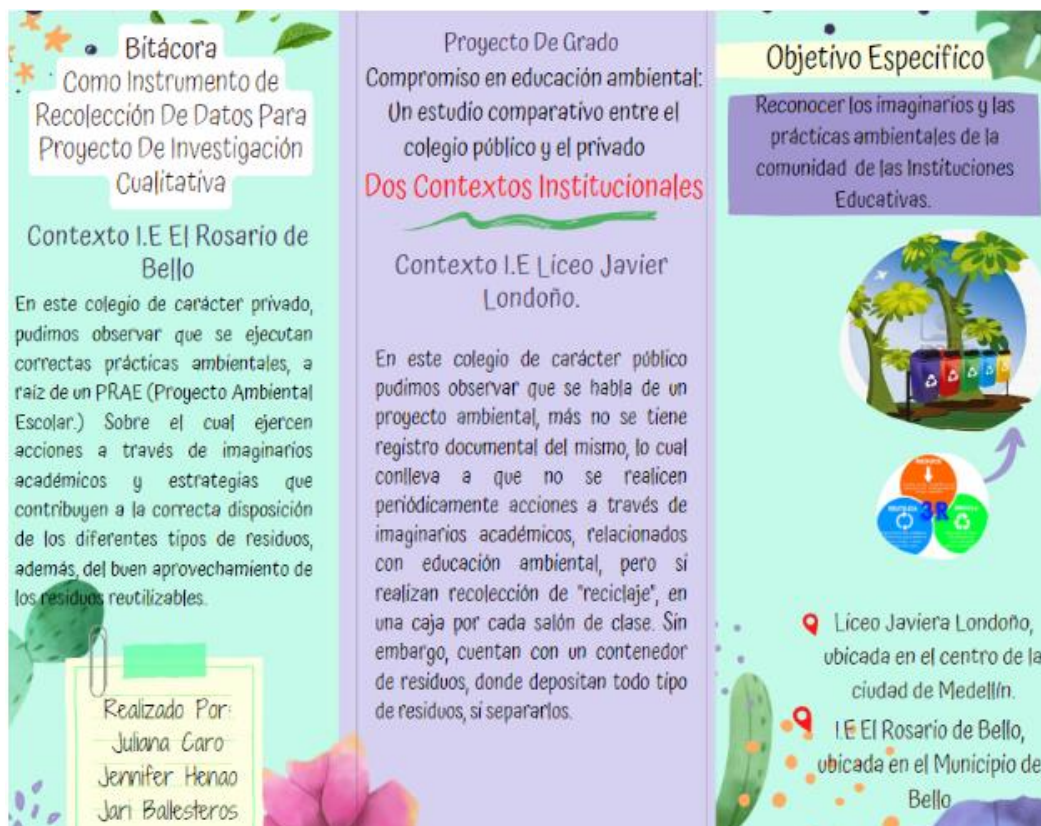 Bitácora
Como Instrumento de
Recolección De Datos Para
Proyecto De Investigación
Cualitativa
Contexto I.E El Rosario de
Bello
En este colegio de carácter privado,
pudimos observar que se ejecutan
correctas prácticas ambientales, a
raíz de un PRAE (Proyecto Ambiental
Escolar.) Sobre el cual ejercen
acciones a través de imaginarios
académicos y estrategias que
contribuyen a la correcta disposición
de los diferentes tipos de residuos,
además, del buen aprovechamiento de
los residuos reutilizables.
Realizado Por:
Juliana Caro
Jennifer Henao
Jari Ballesteros
Proyecto De Grado
Compromiso en educación ambiental:
Un estudio comparativo entre el
colegio público y el privado
Dos Contextos Institucionales
Contexto I.E Liceo Javier
Londoño.
En este colegio de carácter público
pudimos observar que se habla de un
proyecto ambiental, más no se tiene
registro documental del mismo, lo cual
conlleva a que no se realicen
periódicamente acciones a través de
imaginarios académicos, relacionados
con educación ambiental, pero si
realizan recolección de "reciclaje", en
una caja por cada salón de clase. Sin
embargo, cuentan con un contenedor
de residuos, donde depositan todo tipo
de residuos, si separarlos.
Objetivo Especifico
Reconocer los imaginarios y las
prácticas ambientales de la
comunidad de las Instituciones
Educativas.
3R
Liceo Javiera Londoño,
ubicada en el centro de la
ciudad de Medellín.
I.E El Rosario de Bello,
ubicada en el Municipio de
Bello